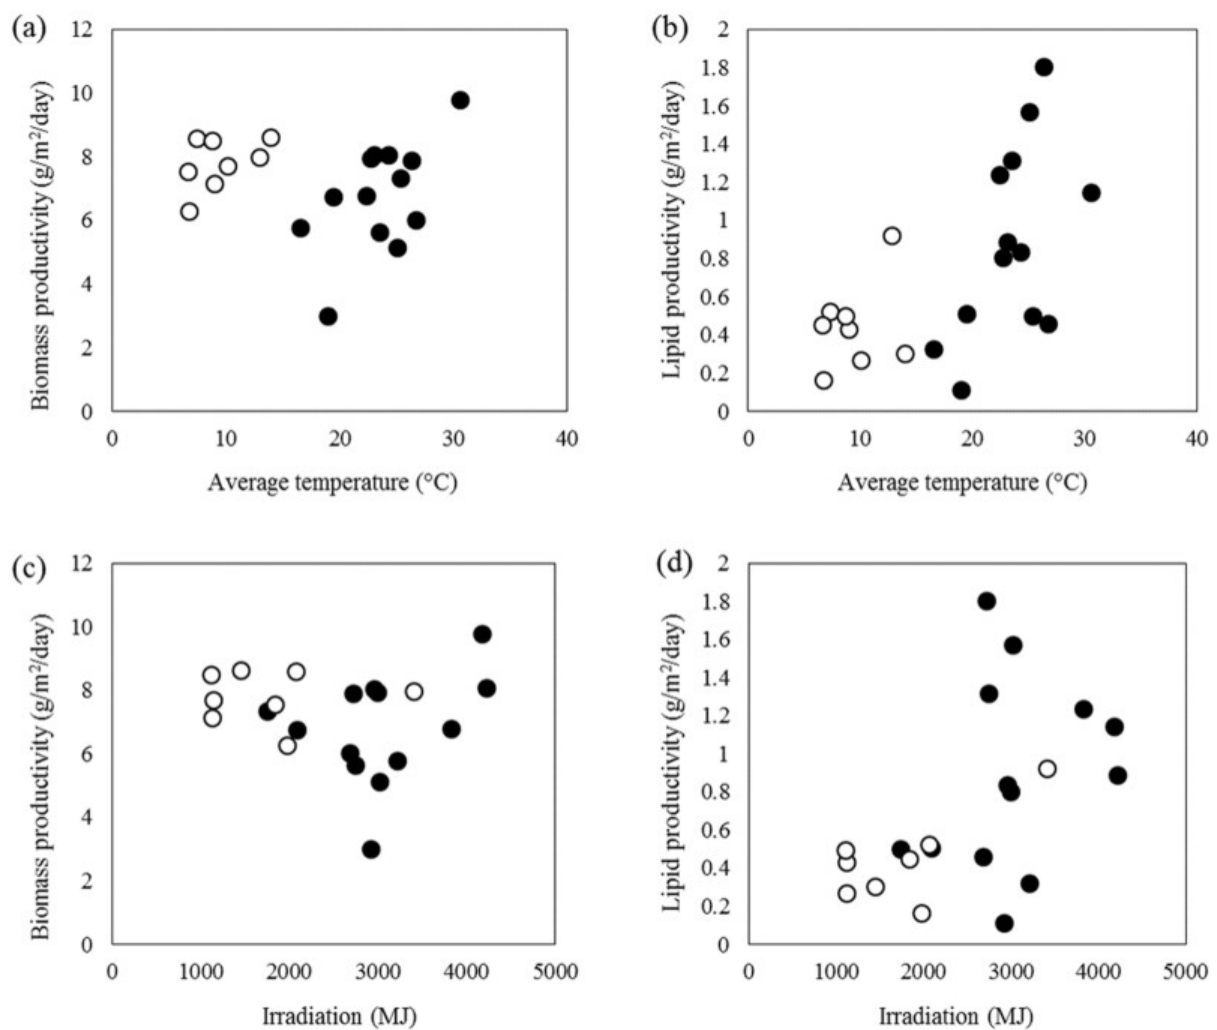 (a)
12
10
8
6
4
2
0
Biomass productivity (g/m²/day)
0 10 20 30 40
Average temperature (°C)
(b)
2
1.8
1.6
1.4
1.2
1
0.8
0.6
0.4
0.2
0
Lipid productivity (g/m²/day)
0 10 20 30 40
Average temperature (°C)
(c)
12
10
8
6
4
2
0
Biomass productivity (g/m²/day)
0 1000 2000 3000 4000 5000
Irradiation (MJ)
(d)
2
1.8
1.6
1.4
1.2
1
0.8
0.6
0.4
0.2
0
Lipid productivity (g/m²/day)
0 1000 2000 3000 4000 5000
Irradiation (MJ)